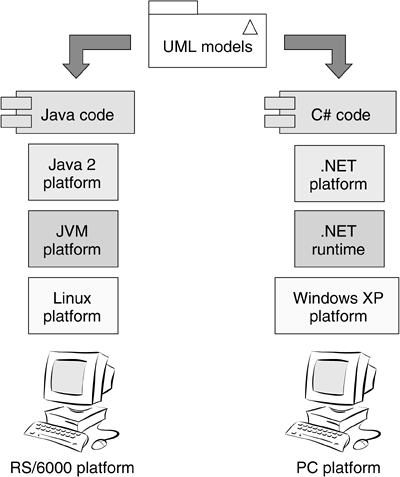 UML models
Java code
C# code
Java 2
platform
.NET
platform
JVM
platform
.NET
runtime
Linux
platform
Windows XP
platform
RS/6000 platform
PC platform